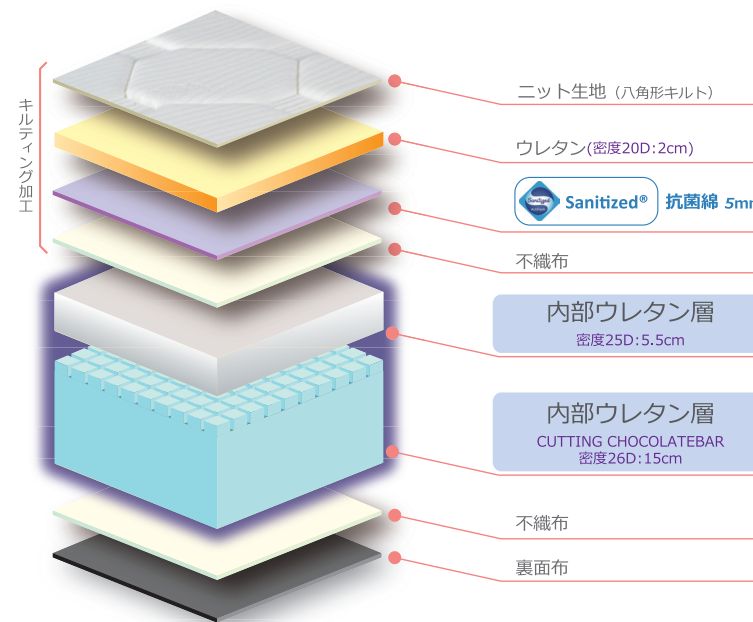 キルティング加工
ニット生地（八角形キルト）
ウレタン(密度20D:2cm)
Sanitized
Sanitized® 抗菌綿 5mm
不織布
内部ウレタン層
密度25D:5.5cm
内部ウレタン層
CUTTING CHOCOLATEBAR
密度26D:15cm
不織布
裏面布